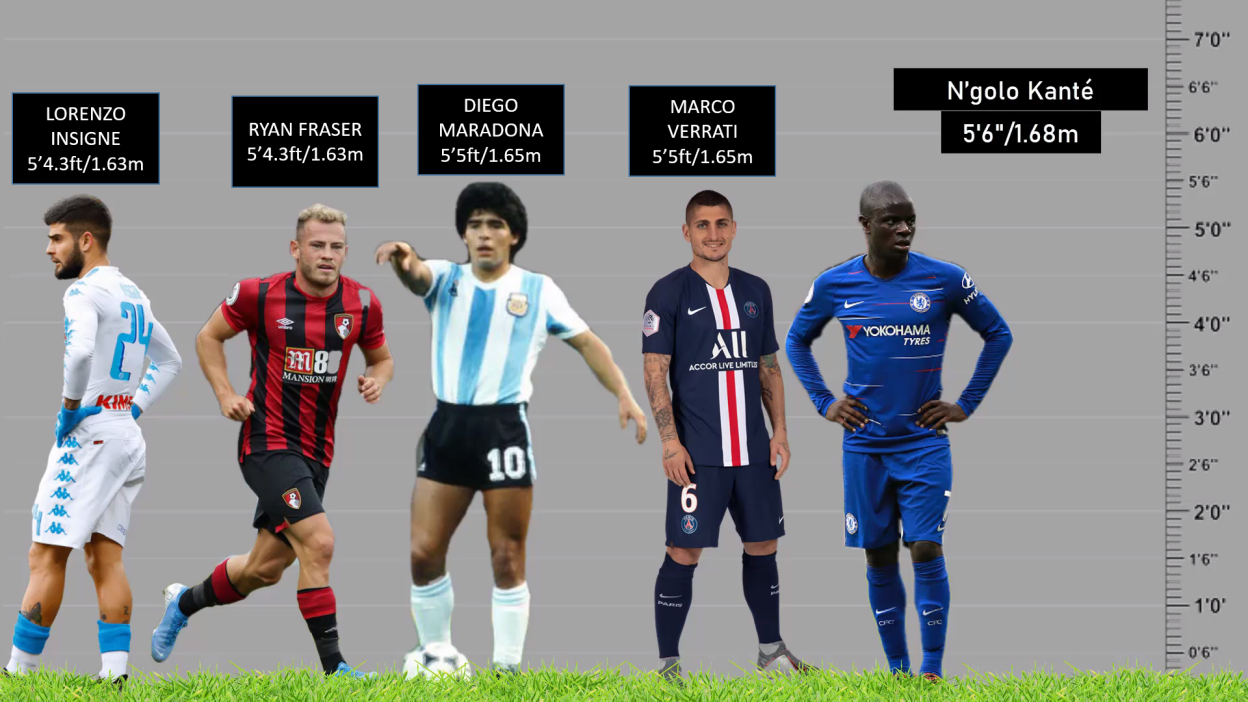 LORENZO
INSIGNE
5’4.3ft/1.63m
RYAN FRASER
5’4.3ft/1.63m
DIEGO
MARADONA
5’5ft/1.65m
MARCO
VERRATI
5’5ft/1.65m
N’golo Kanté
5'6"/1.68m
7'0''
6'6''
6'0''
5'6''
5'0''
4'6''
4'0''
3'6''
3'0''
2'6''
2'0''
1'6''
1'0'
0'6''
24
umbro
M88
MANSION
10
ALL
ACCOR LIVE LIMITLESS
6
PARIS
YOKOHAMA
TYRES
CFC
CFC